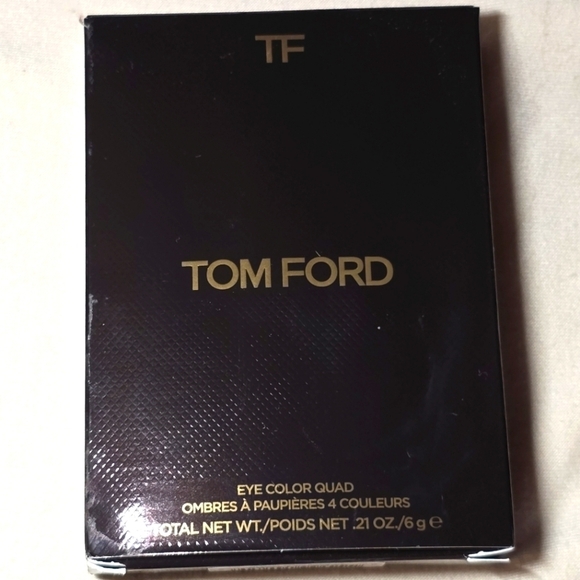 TF
TOM FORD
EYE COLOR QUAD
OMBRES À PAUPIÈRES 4 COULEURS
TOTAL NET WT./POIDS NET .21 OZ./6 g ℮